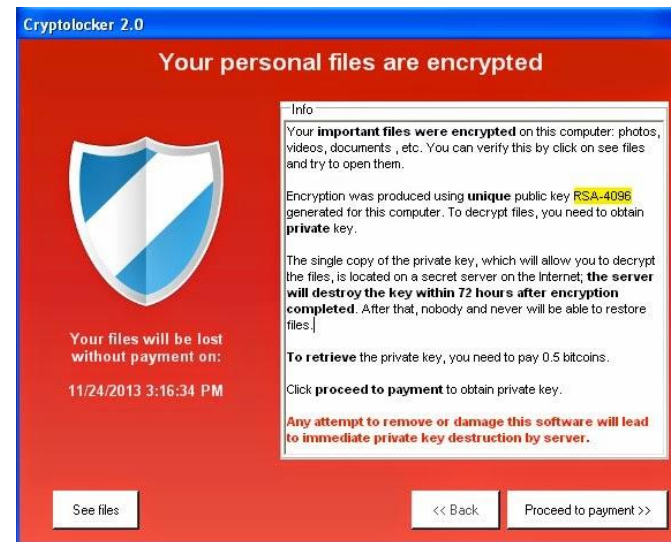 Cryptolocker 2.0
Your personal files are encrypted
Info
Your important files were encrypted on this computer: photos,
videos, documents , etc. You can verify this by click on see files
and try to open them.
Encryption was produced using unique public key RSA-4096
generated for this computer. To decrypt files, you need to obtain
private key.
The single copy of the private key, which will allow you to decrypt
the files, is located on a secret server on the Internet; the server
will destroy the key within 72 hours after encryption
completed. After that, nobody and never will be able to restore
files.
To retrieve the private key, you need to pay 0.5 bitcoins.
Click proceed to payment to obtain private key.
Any attempt to remove or damage this software will lead
to immediate private key destruction by server.
Your files will be lost
without payment on:
11/24/2013 3:16:34 PM
See files
<< Back
Proceed to payment >>